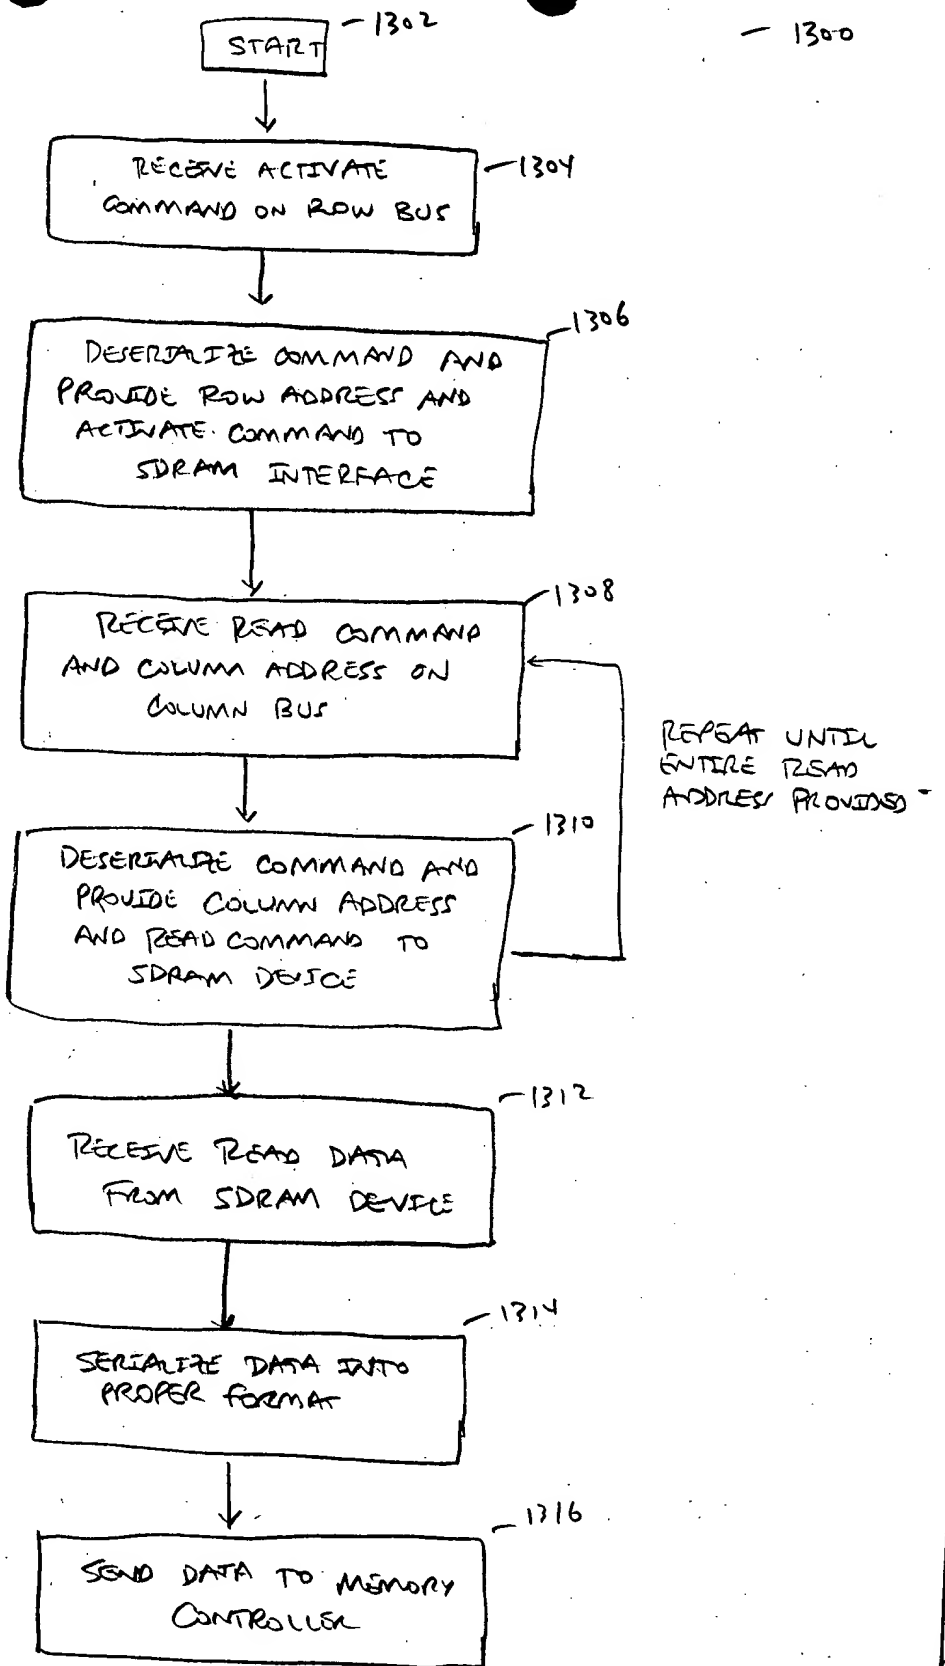 START
1302
1300
RECEIVE ACTIVATE
COMMAND ON ROW BUS
1304
1306
DESERIALIZE COMMAND AND
PROVIDE ROW ADDRESS AND
ACTIVATE COMMAND TO
SDRAM INTERFACE
1308
RECEIVE READ COMMAND
AND COLUMN ADDRESS ON
COLUMN BUS
REPEAT UNTIL
ENTIRE READ
ADDRESS PROVIDED
1310
DESERIALIZE COMMAND AND
PROVIDE COLUMN ADDRESS
AND READ COMMAND TO
SDRAM DEVICE
1312
RECEIVE READ DATA
FROM SDRAM DEVICE
1314
SERIALIZE DATA INTO
PROPER FORMAT
1316
SEND DATA TO MEMORY
CONTROLLER